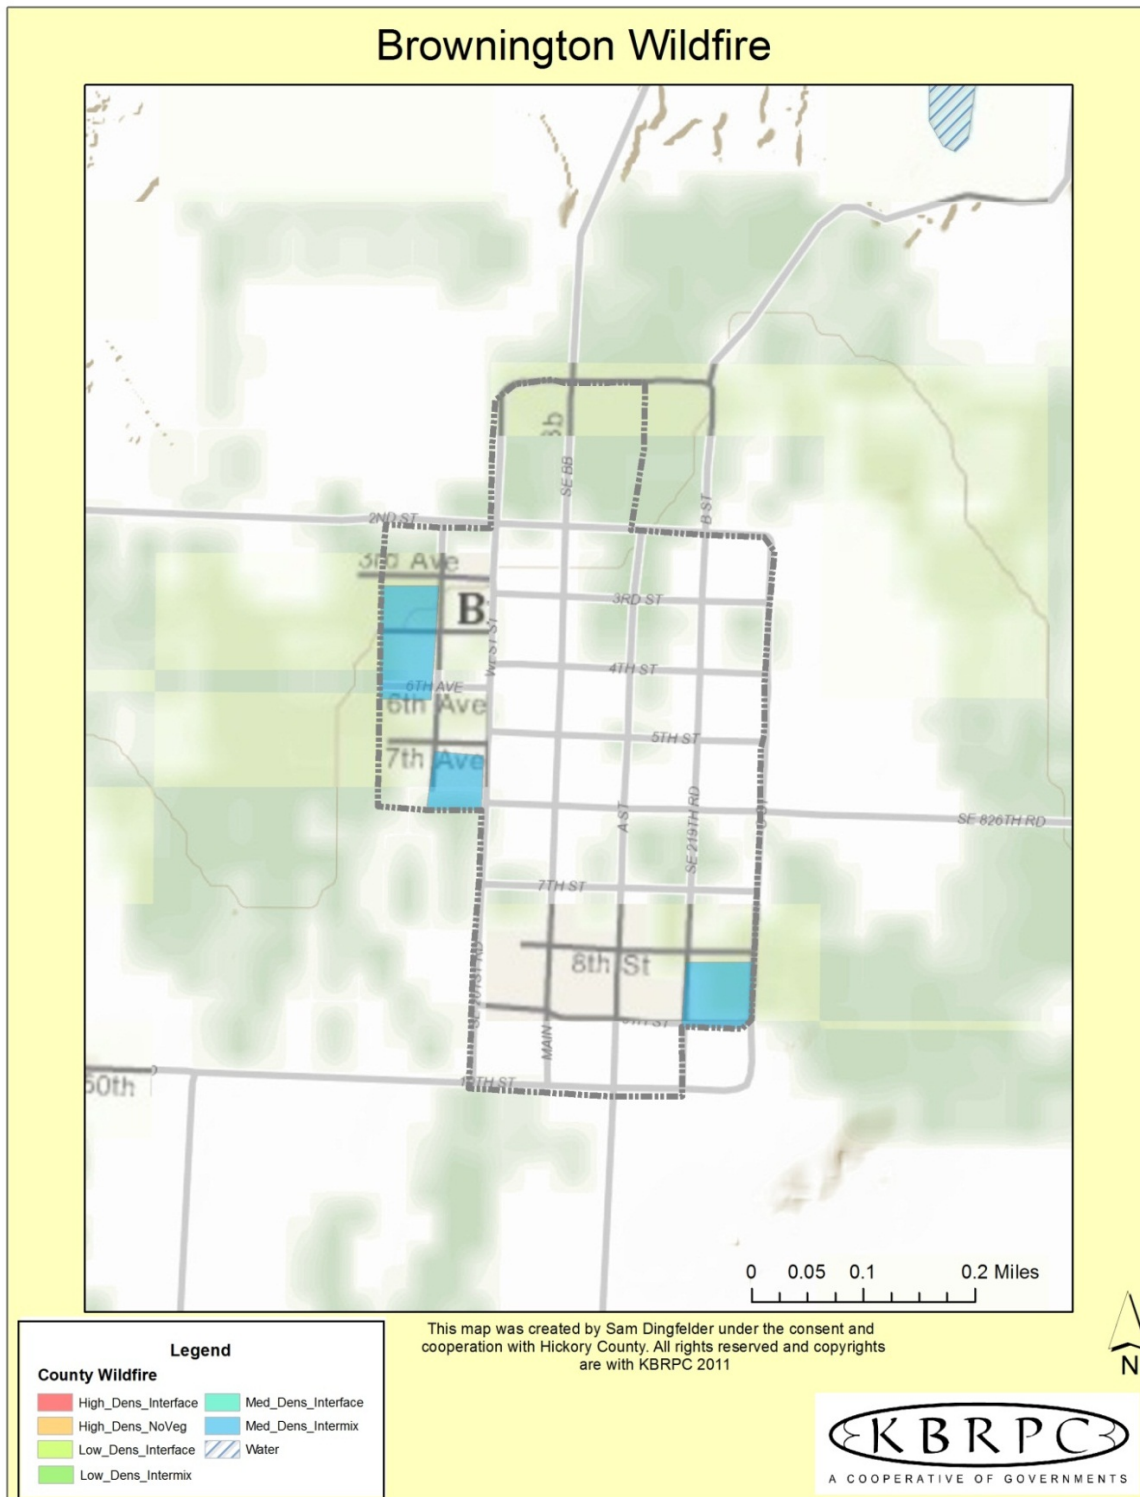 Brownington Wildfire
SE BB
B ST
2ND ST
3rd Ave
B
3RD ST
WEST ST
4TH ST
6TH AVE
6th Ave
5TH ST
7th Ave
A ST
SE 219TH RD
SE 826TH RD
7TH ST
8th St
MAIN
10TH ST
50th
0 0.05 0.1 0.2 Miles
This map was created by Sam Dingfelder under the consent and
cooperation with Hickory County. All rights reserved and copyrights
are with KBRPC 2011
N
Legend
County Wildfire
High_Dens_Interface
High_Dens_NoVeg
Low_Dens_Interface
Low_Dens_Intermix
Med_Dens_Interface
Med_Dens_Intermix
Water
KBRPC
A COOPERATIVE OF GOVERNMENTS